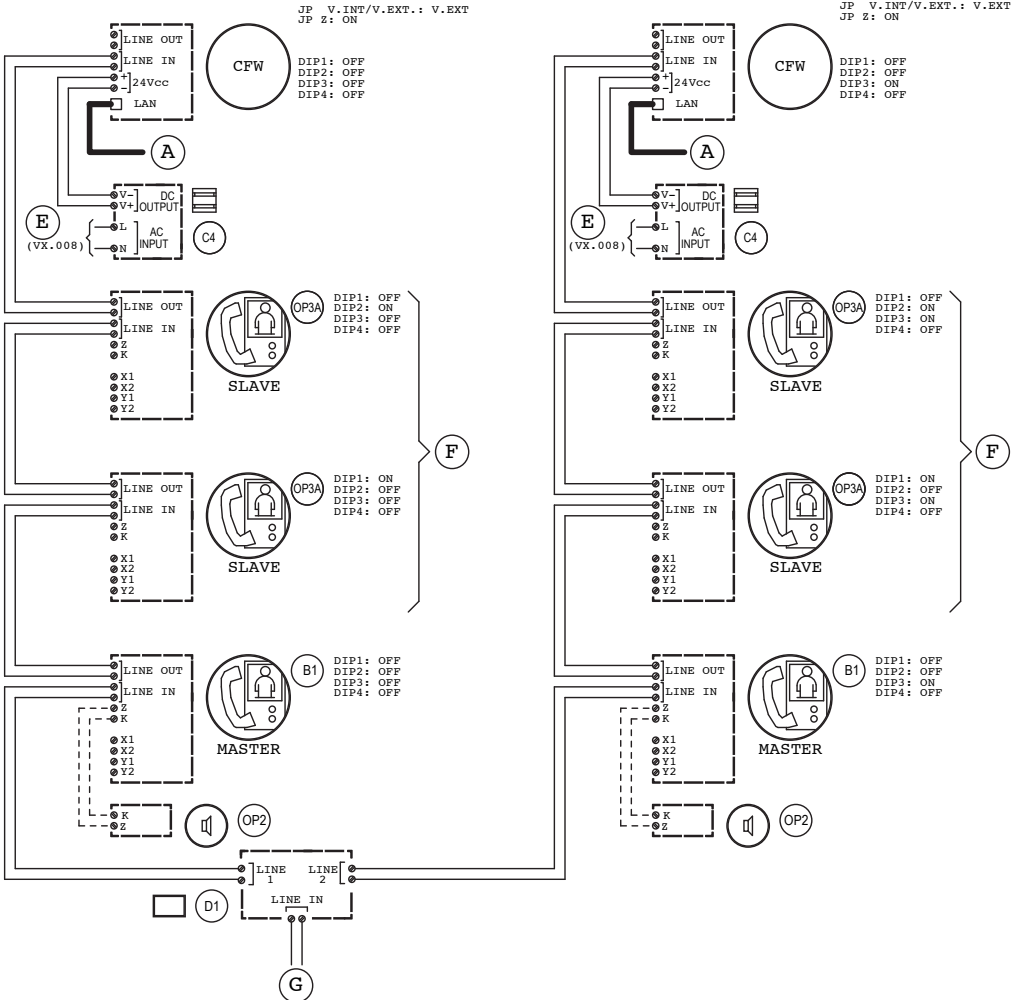 JP V.INT/V.EXT.: V.EXT
JP Z: ON
LINE OUT
LINE IN
+
-
24Vcc
LAN
CFW
DIP1: OFF
DIP2: OFF
DIP3: OFF
DIP4: OFF
A
V-
V+
DC
OUTPUT
L
N
AC
INPUT
E
(VX.008)
C4
LINE OUT
LINE IN
Z
K
X1
X2
Y1
Y2
SLAVE
OP3A
DIP1: OFF
DIP2: ON
DIP3: OFF
DIP4: OFF
LINE OUT
LINE IN
Z
K
X1
X2
Y1
Y2
SLAVE
OP3A
DIP1: ON
DIP2: OFF
DIP3: OFF
DIP4: OFF
F
LINE OUT
LINE IN
Z
K
X1
X2
Y1
Y2
MASTER
B1
DIP1: OFF
DIP2: OFF
DIP3: OFF
DIP4: OFF
K
Z
OP2
JP V.INT/V.EXT.: V.EXT
JP Z: ON
LINE OUT
LINE IN
+
-
24Vcc
LAN
CFW
DIP1: OFF
DIP2: OFF
DIP3: ON
DIP4: OFF
A
V-
V+
DC
OUTPUT
L
N
AC
INPUT
E
(VX.008)
C4
LINE OUT
LINE IN
Z
K
X1
X2
Y1
Y2
SLAVE
OP3A
DIP1: OFF
DIP2: ON
DIP3: ON
DIP4: OFF
LINE OUT
LINE IN
Z
K
X1
X2
Y1
Y2
SLAVE
OP3A
DIP1: ON
DIP2: OFF
DIP3: ON
DIP4: OFF
F
LINE OUT
LINE IN
Z
K
X1
X2
Y1
Y2
MASTER
B1
DIP1: OFF
DIP2: OFF
DIP3: ON
DIP4: OFF
K
Z
OP2
LINE
1
LINE
2
LINE IN
D1
G